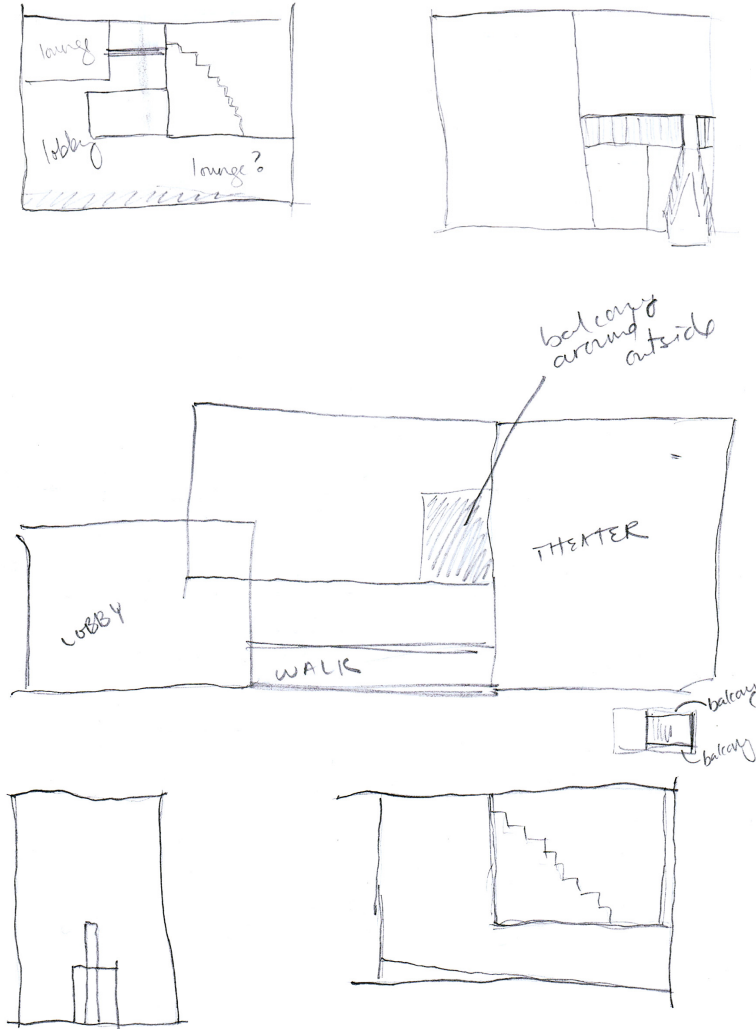 lounge
lobby
lounge?
balcony
around
outside
THEATER
LOBBY
WALK
balcony
balcony